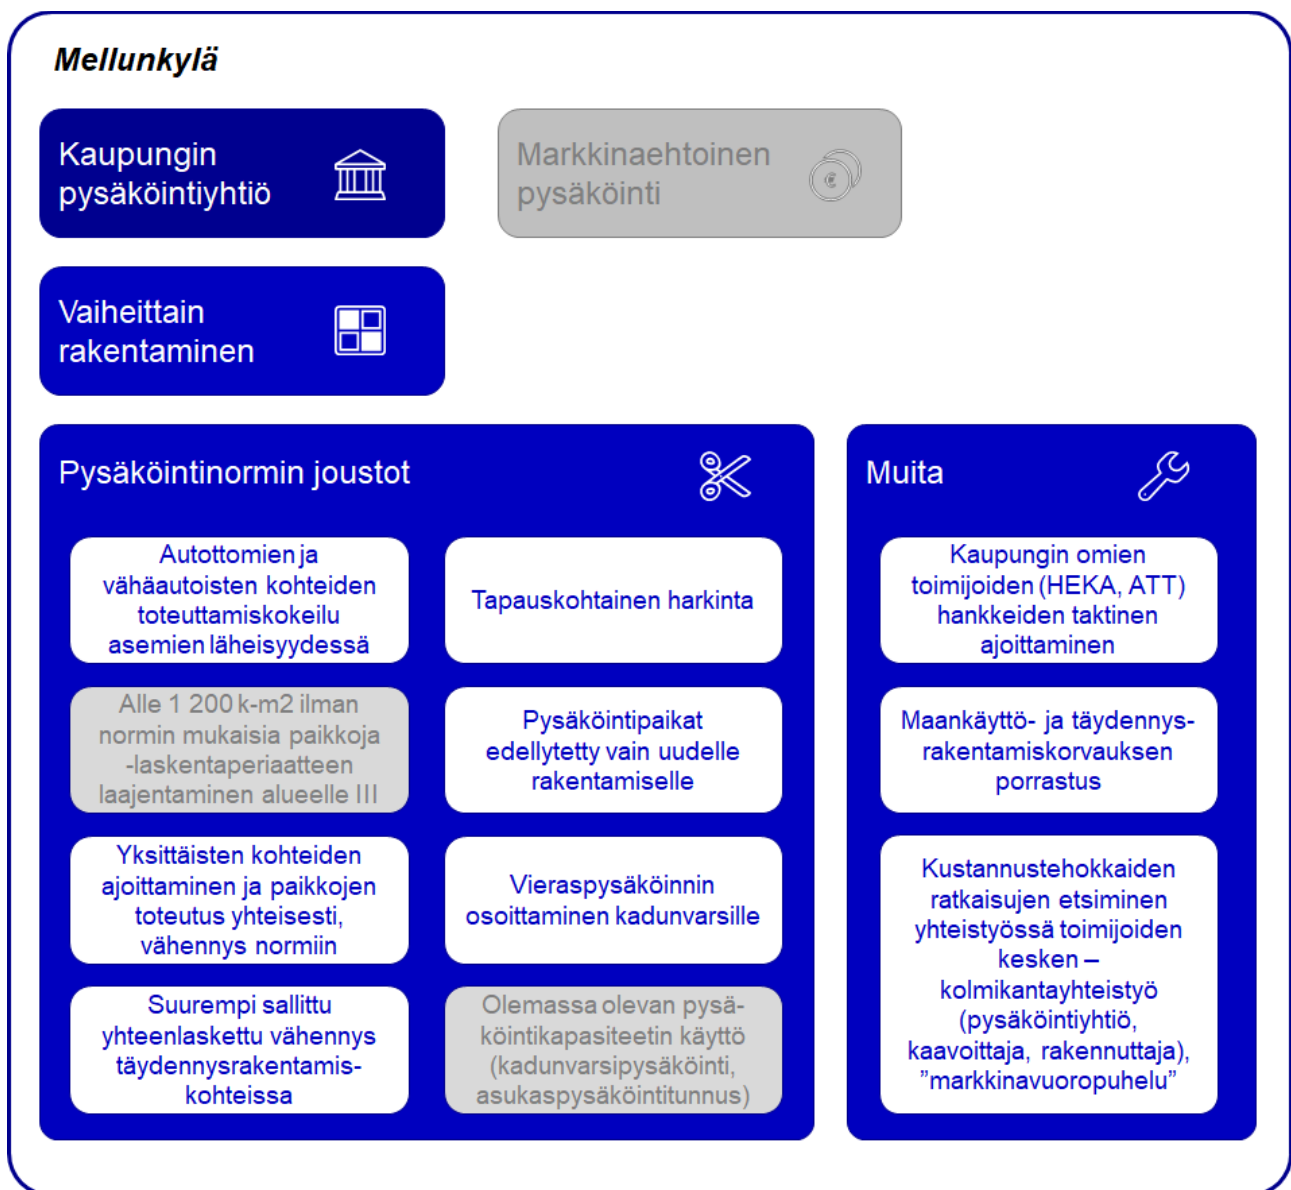 Mellunkylä
Kaupungin
pysäköintiyhtiö
Markkinaehtoinen
pysäköinti
€
Vaiheittain
rakentaminen
Pysäköintinormin joustot
Autottomien ja
vähäautoisten kohteiden
toteuttamiskokeilu
asemien läheisyydessä
Tapauskohtainen harkinta
Alle 1 200 k-m2 ilman
normin mukaisia paikkoja
-laskentaperiaatteen
laajentaminen alueelle III
Pysäköintipaikat
edellytetty vain uudelle
rakentamiselle
Yksittäisten kohteiden
ajoittaminen ja paikkojen
toteutus yhteisesti,
vähennys normiin
Vieraspysäköinnin
osoittaminen kadunvarsille
Suurempi sallittu
yhteenlaskettu vähennys
täydennysrakentamis-
kohteissa
Olemassa olevan pysä-
köintikapasiteetin käyttö
(kadunvarsipysäköinti,
asukaspysäköintitunnus)
Muita
Kaupungin omien
toimijoiden (HEKA, ATT)
hankkeiden taktinen
ajoittaminen
Maankäyttö- ja täydennys-
rakentamiskorvauksen
porrastus
Kustannustehokkaiden
ratkaisujen etsiminen
yhteistyössä toimijoiden
kesken –
kolmikantayhteistyö
(pysäköintiyhtiö,
kaavoittaja, rakennuttaja),
”markkinavuoropuhelu”